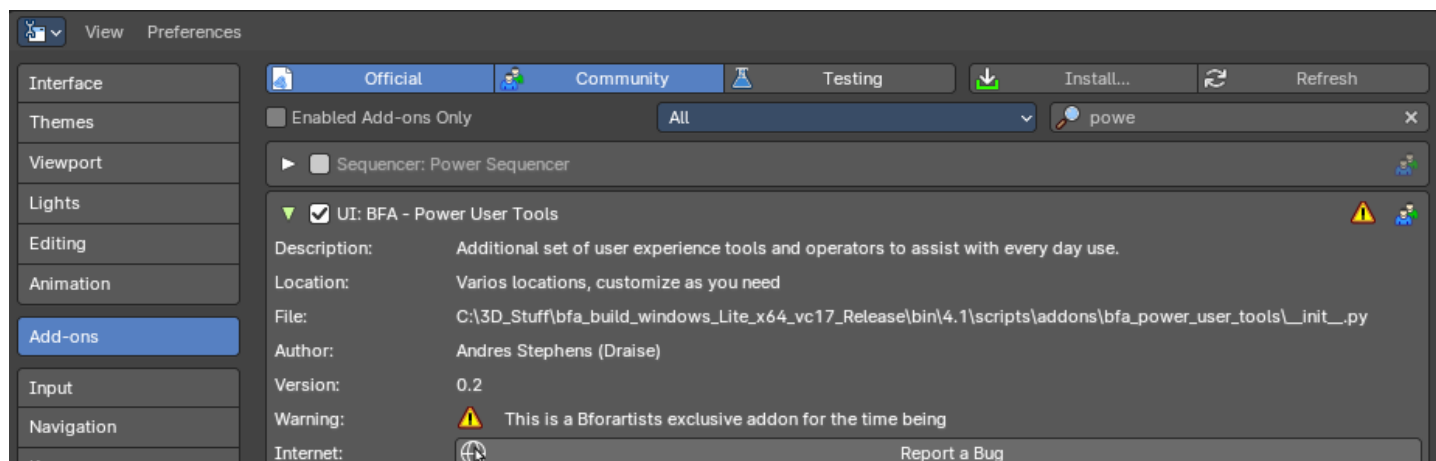 View Preferences
Interface
Themes
Viewport
Lights
Editing
Animation
Add-ons
Input
Navigation
Official Community Testing Install... Refresh
Enabled Add-ons Only All powe
Sequencer: Power Sequencer
UI: BFA - Power User Tools
Description: Additional set of user experience tools and operators to assist with every day use.
Location: Varios locations, customize as you need
File: C:\3D_Stuff\bfa_build_windows_Lite_x64_vc17_Release\bin\4.1\scripts\addons\bfa_power_user_tools\__init__.py
Author: Andres Stephens (Draise)
Version: 0.2
Warning: This is a Bforartists exclusive addon for the time being
Internet: Report a Bug